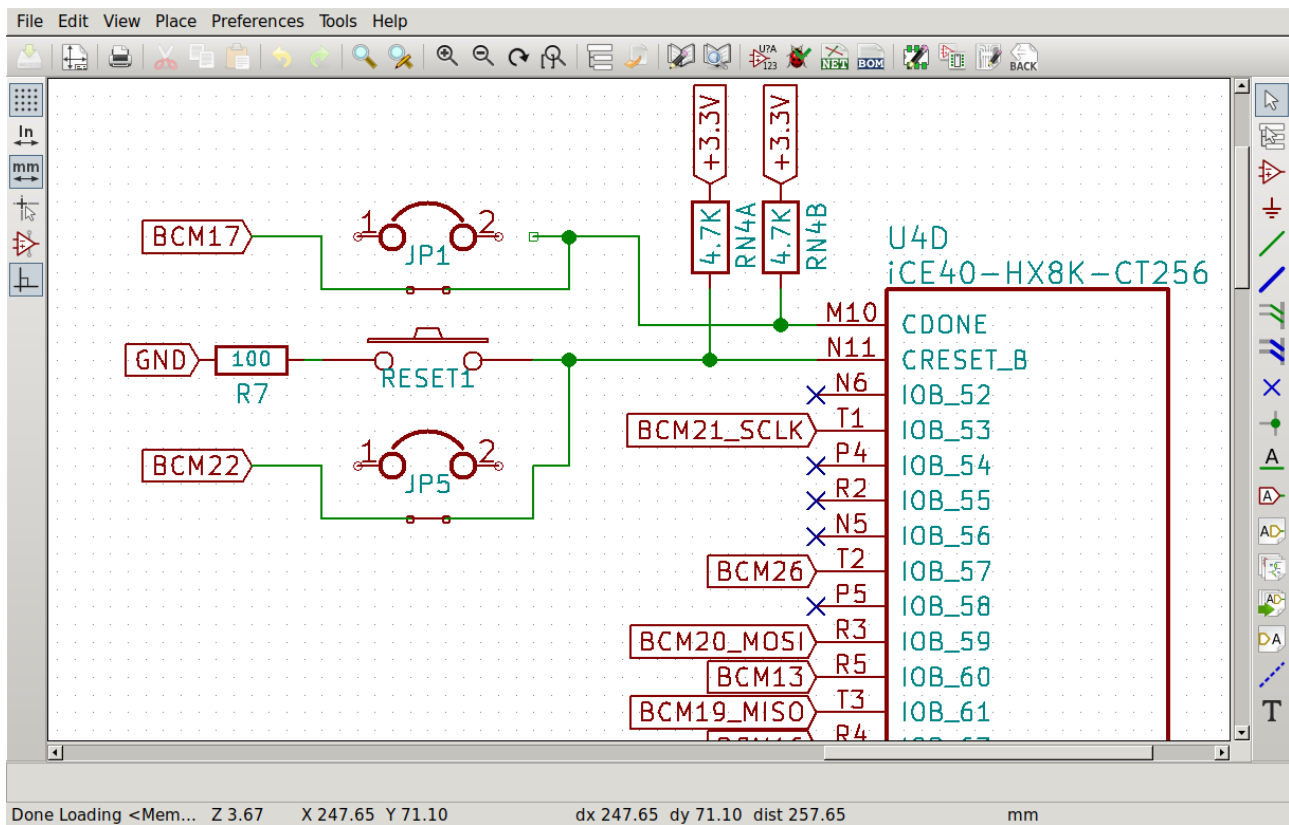 File Edit View Place Preferences Tools Help
U?A
123
NET
BOM
BACK
In
mm
+3.3V
+3.3V
4.7K
RN4A
4.7K
RN4B
BCM17
1
2
JP1
U4D
iCE40-HX8K-CT256
M10
CDONE
GND
100
R7
RESET1
N11
CRESET_B
N6
IOB_52
BCM21_SCLK
T1
IOB_53
BCM22
1
2
JP5
P4
IOB_54
R2
IOB_55
N5
IOB_56
BCM26
T2
IOB_57
P5
IOB_58
BCM20_MOSI
R3
IOB_59
BCM13
R5
IOB_60
BCM19_MISO
T3
IOB_61
R4
A
A
AD
AD
DA
T
Done Loading <Mem... Z 3.67 X 247.65 Y 71.10 dx 247.65 dy 71.10 dist 257.65 mm